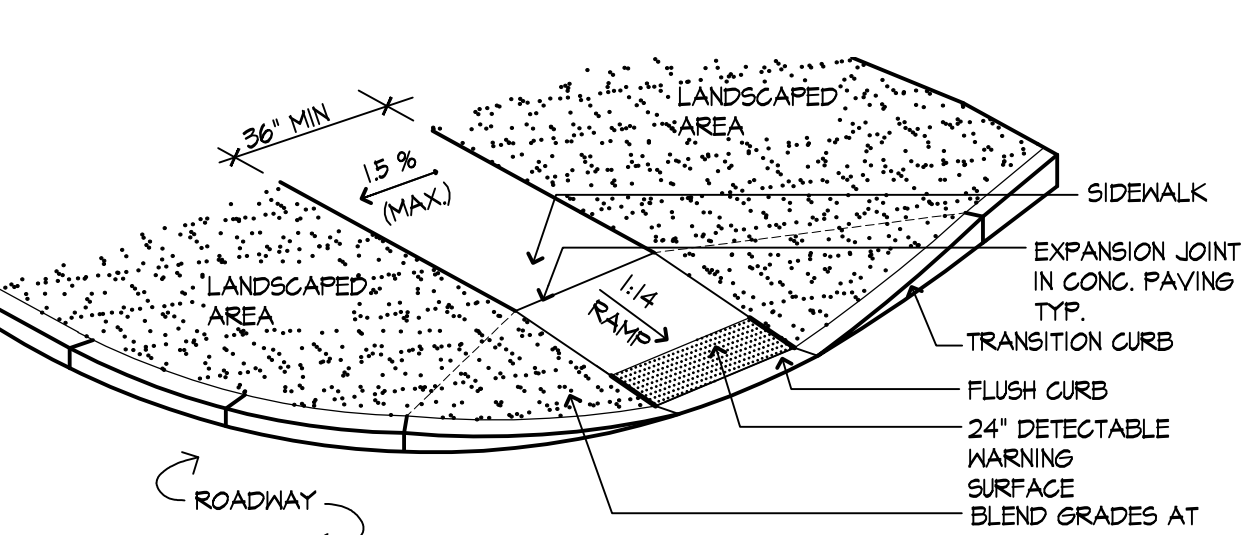 LANDSCAPED
AREA
36" MIN
1.5 %
(MAX.)
SIDEWALK
EXPANSION JOINT
IN CONC. PAVING
TYP.
LANDSCAPED
AREA
1:14
RAMP
TRANSITION CURB
FLUSH CURB
24" DETECTABLE
WARNING
SURFACE
BLEND GRADES AT
ROADWAY